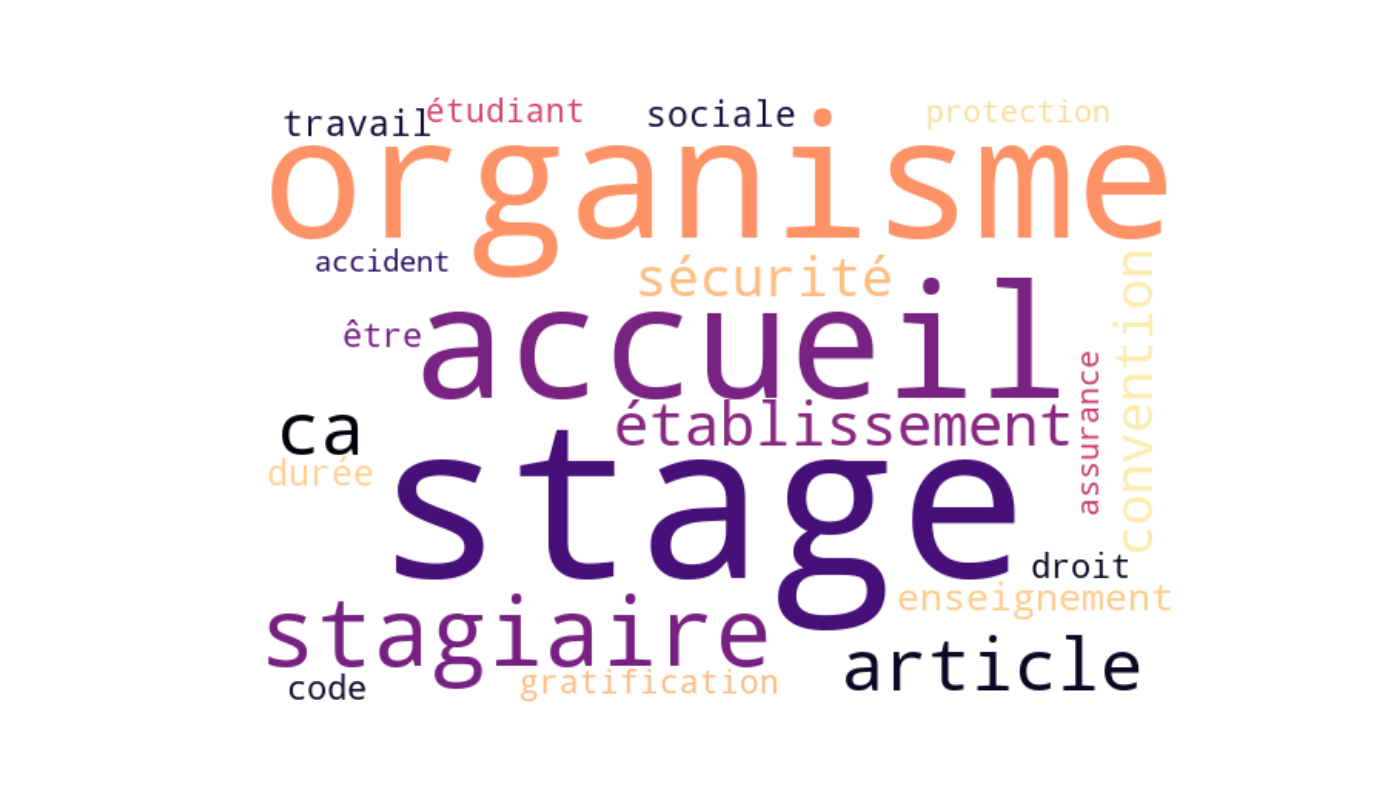 travail étudiant sociale protection
organisme
accident sécurité
être accueil
convention
assurance
ca établissement
durée stage
droit
enseignement
stagiaire article
code gratification